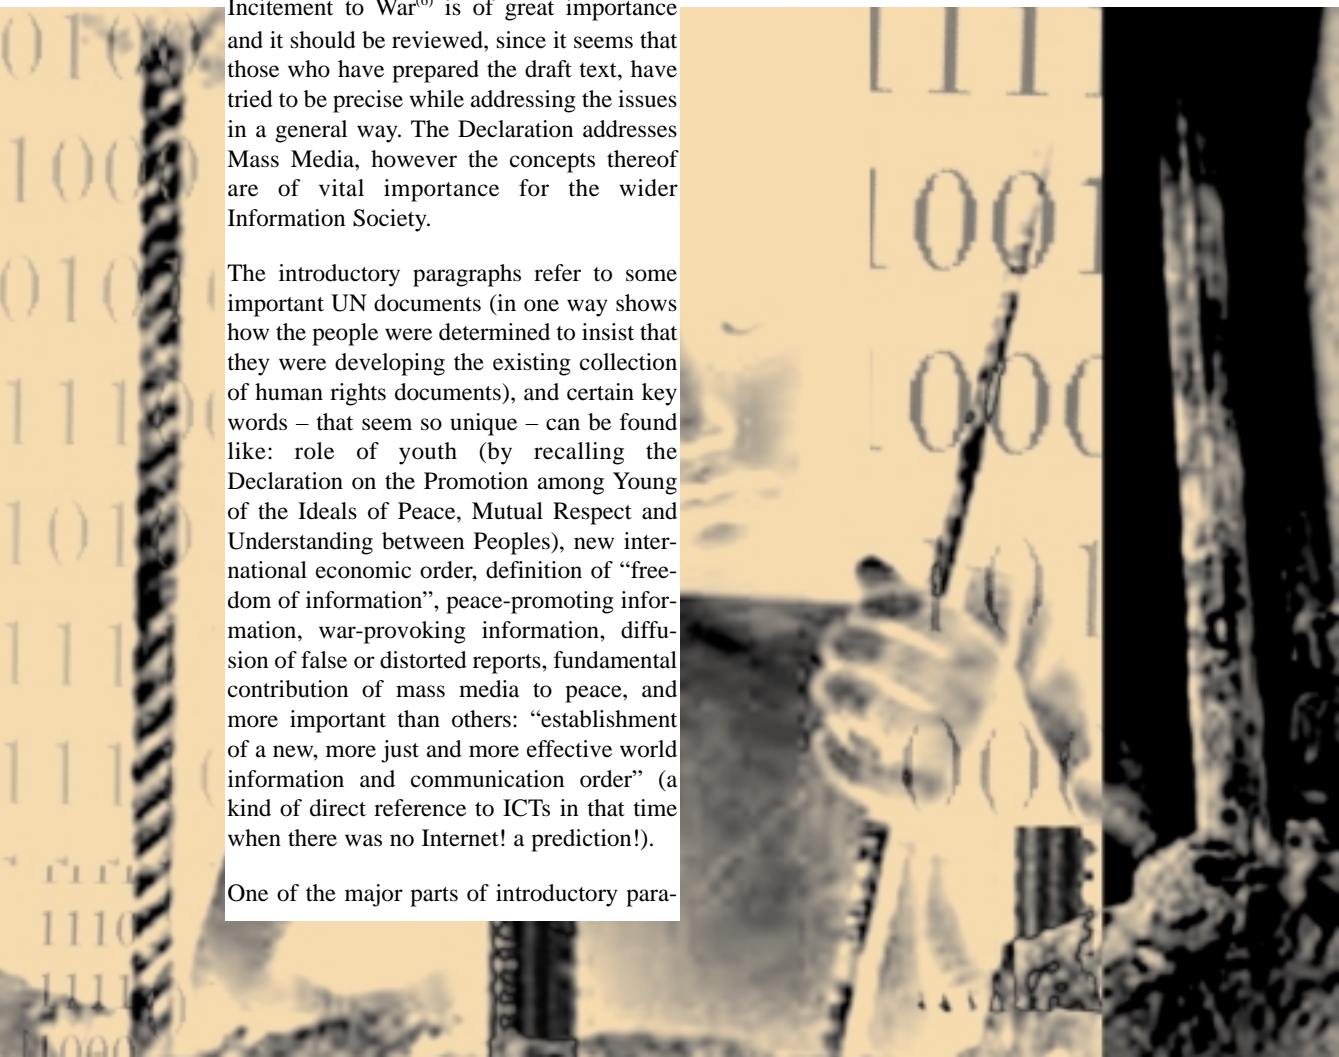 Incitement to War(6) is of great importance
and it should be reviewed, since it seems that
those who have prepared the draft text, have
tried to be precise while addressing the issues
in a general way. The Declaration addresses
Mass Media, however the concepts thereof
are of vital importance for the wider
Information Society.
The introductory paragraphs refer to some
important UN documents (in one way shows
how the people were determined to insist that
they were developing the existing collection
of human rights documents), and certain key
words – that seem so unique – can be found
like: role of youth (by recalling the
Declaration on the Promotion among Young
of the Ideals of Peace, Mutual Respect and
Understanding between Peoples), new inter-
national economic order, definition of “free-
dom of information”, peace-promoting infor-
mation, war-provoking information, diffu-
sion of false or distorted reports, fundamental
contribution of mass media to peace, and
more important than others: “establishment
of a new, more just and more effective world
information and communication order” (a
kind of direct reference to ICTs in that time
when there was no Internet! a prediction!).
One of the major parts of introductory para-